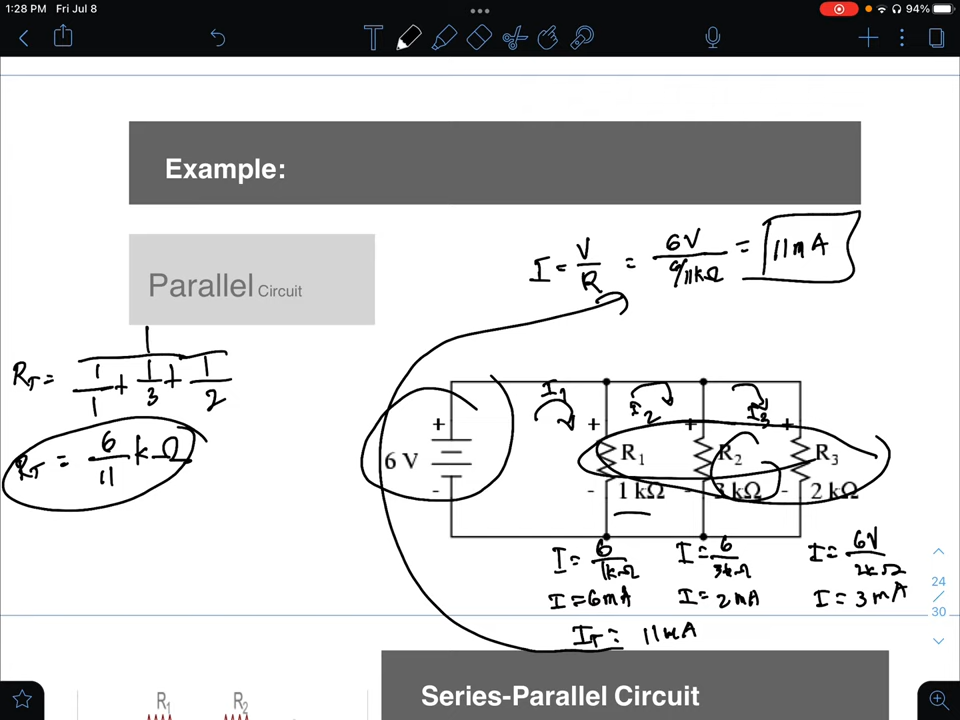 1:28 PM Fri Jul 8
94%
T
Example:
Parallel Circuit
I = V/R = 6V / 6/11kΩ = 11mA
RT = 1 / 1/1 + 1/3 + 1/2
RT = 6/11 kΩ
I1
I2
I3
+ + + +
6 V
R1 R2 R3
- - - -
1 kΩ 3 kΩ 2 kΩ
I = 6/1kΩ I = 6/3kΩ I = 6V/2kΩ
I = 6mA I = 2mA I = 3mA
IT = 11mA
24
/
30
Series-Parallel Circuit
R1 R2